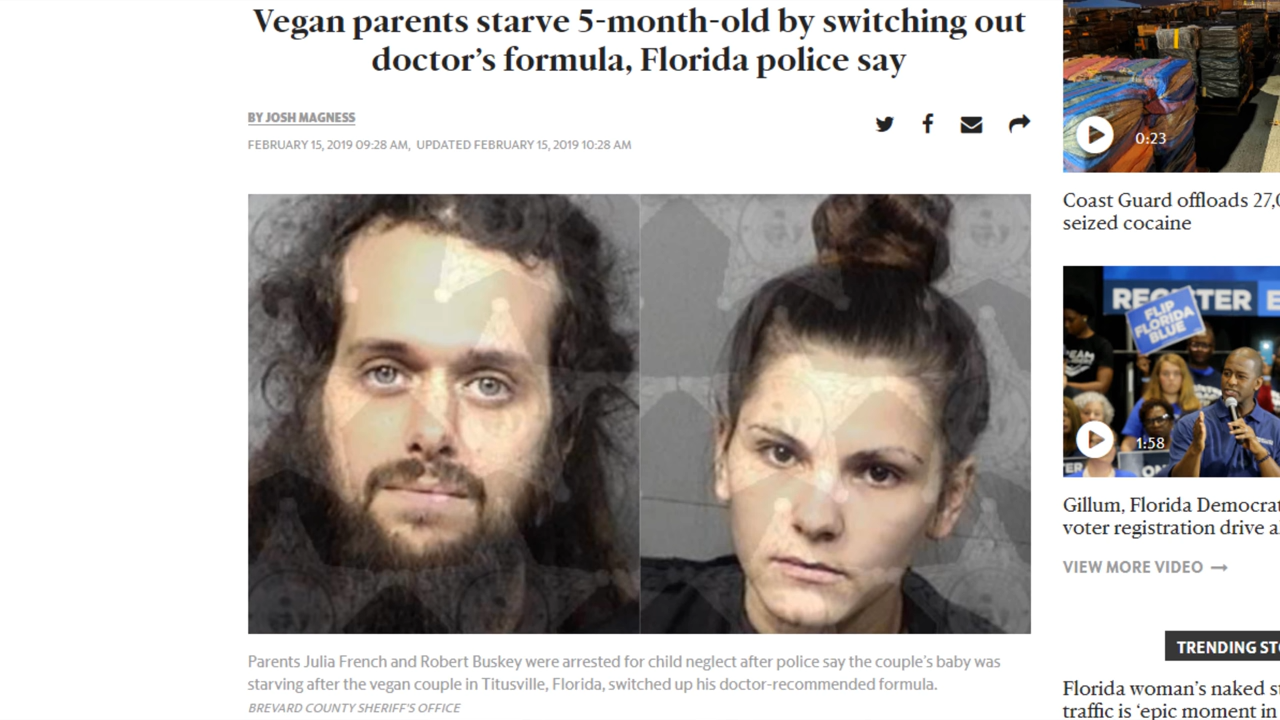 Vegan parents starve 5-month-old by switching out
doctor's formula, Florida police say
BY JOSH MAGNESS
FEBRUARY 15, 2019 09:28 AM, UPDATED FEBRUARY 15, 2019 10:28 AM
Parents Julia French and Robert Buskey were arrested for child neglect after police say the couple's baby was
starving after the vegan couple in Titusville, Florida, switched up his doctor-recommended formula.
BREVARD COUNTY SHERIFF'S OFFICE
0:23
Coast Guard offloads 27,
seized cocaine
FLIP
FLORIDA
BLUE
1:58
Gillum, Florida Democrat
voter registration drive a
VIEW MORE VIDEO →
TRENDING STO
Florida woman's naked s
traffic is 'epic moment in